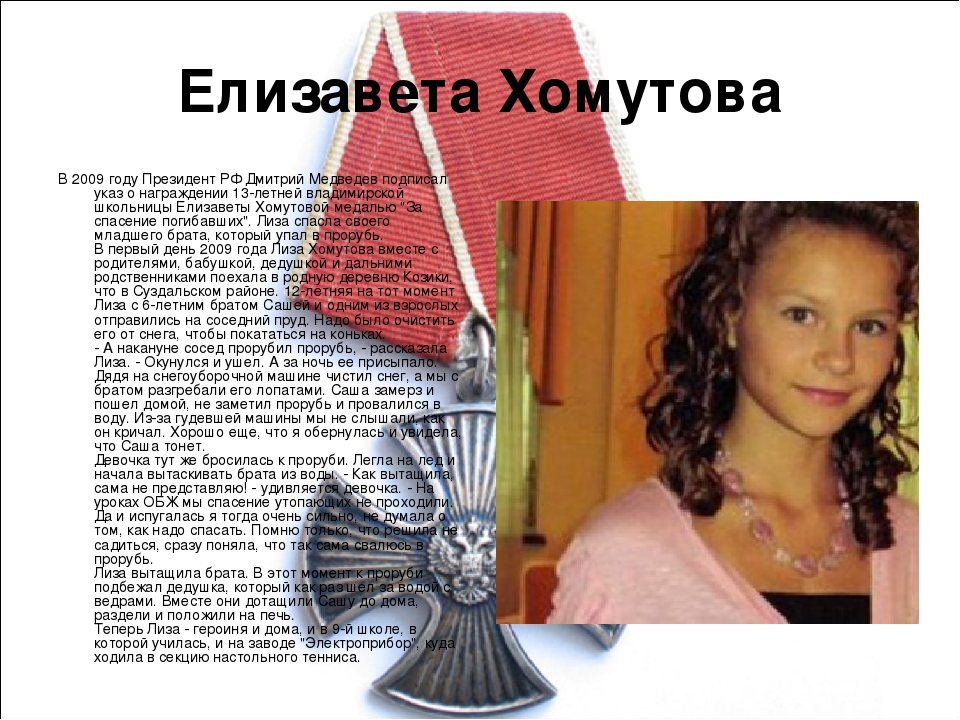 Елизавета Хомутова
В 2009 году Президент РФ Дмитрий Медведев подписал
указ о награждении 13-летней владимирской
школьницы Елизаветы Хомутовой медалью "За
спасение погибавших". Лиза спасла своего
младшего брата, который упал в прорубь.
В первый день 2009 года Лиза Хомутова вместе с
родителями, бабушкой, дедушкой и дальними
родственниками поехала в родную деревню Козики,
что в Суздальском районе. 12-летняя на тот момент
Лиза с 6-летним братом Сашей и одним из взрослых
отправились на соседний пруд. Надо было очистить
его от снега, чтобы покататься на коньках.
- А накануне сосед прорубил прорубь, - рассказала
Лиза. - Окунулся и ушел. А за ночь ее присыпало.
Дядя на снегоуборочной машине чистил снег, а мы с
братом разгребали его лопатами. Саша замерз и
пошел домой, не заметил прорубь и провалился в
воду. Из-за гудевшей машины мы не слышали, как
он кричал. Хорошо еще, что я обернулась и увидела,
что Саша тонет.
Девочка тут же бросилась к проруби. Легла на лед и
начала вытаскивать брата из воды. - Как вытащила,
сама не представляю! - удивляется девочка. - На
уроках ОБЖ мы спасение утопающих не проходили.
Да и испугалась я тогда очень сильно, не думала о
том, как надо спасать. Помню только, что решила не
садиться, сразу поняла, что так сама свалюсь в
прорубь.
Лиза вытащила брата. В этот момент к проруби
подбежал дедушка, который как раз шёл за водой с
ведрами. Вместе они дотащили Сашу до дома,
раздели и положили на печь.
Теперь Лиза - героиня и дома, и в 9-й школе, в
которой училась, и на заводе "Электроприбор", куда
ходила в секцию настольного тенниса.